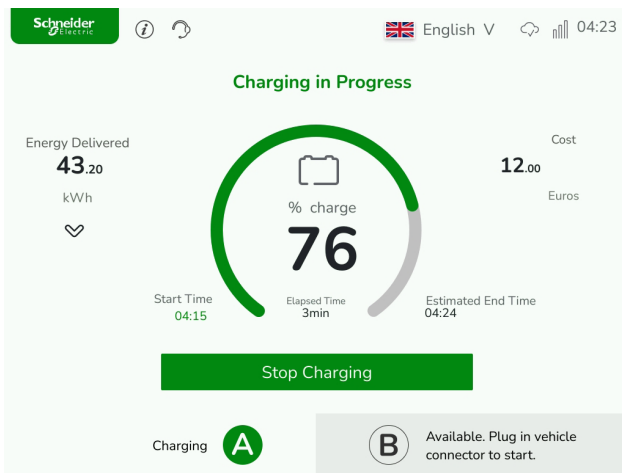 Schneider
Electric
i
English V
04:23
Charging in Progress
Energy Delivered
43.20
kWh
Cost
12.00
Euros
% charge
76
Start Time
04:15
Elapsed Time
3min
Estimated End Time
04:24
Stop Charging
Charging A
B
Available. Plug in vehicle
connector to start.